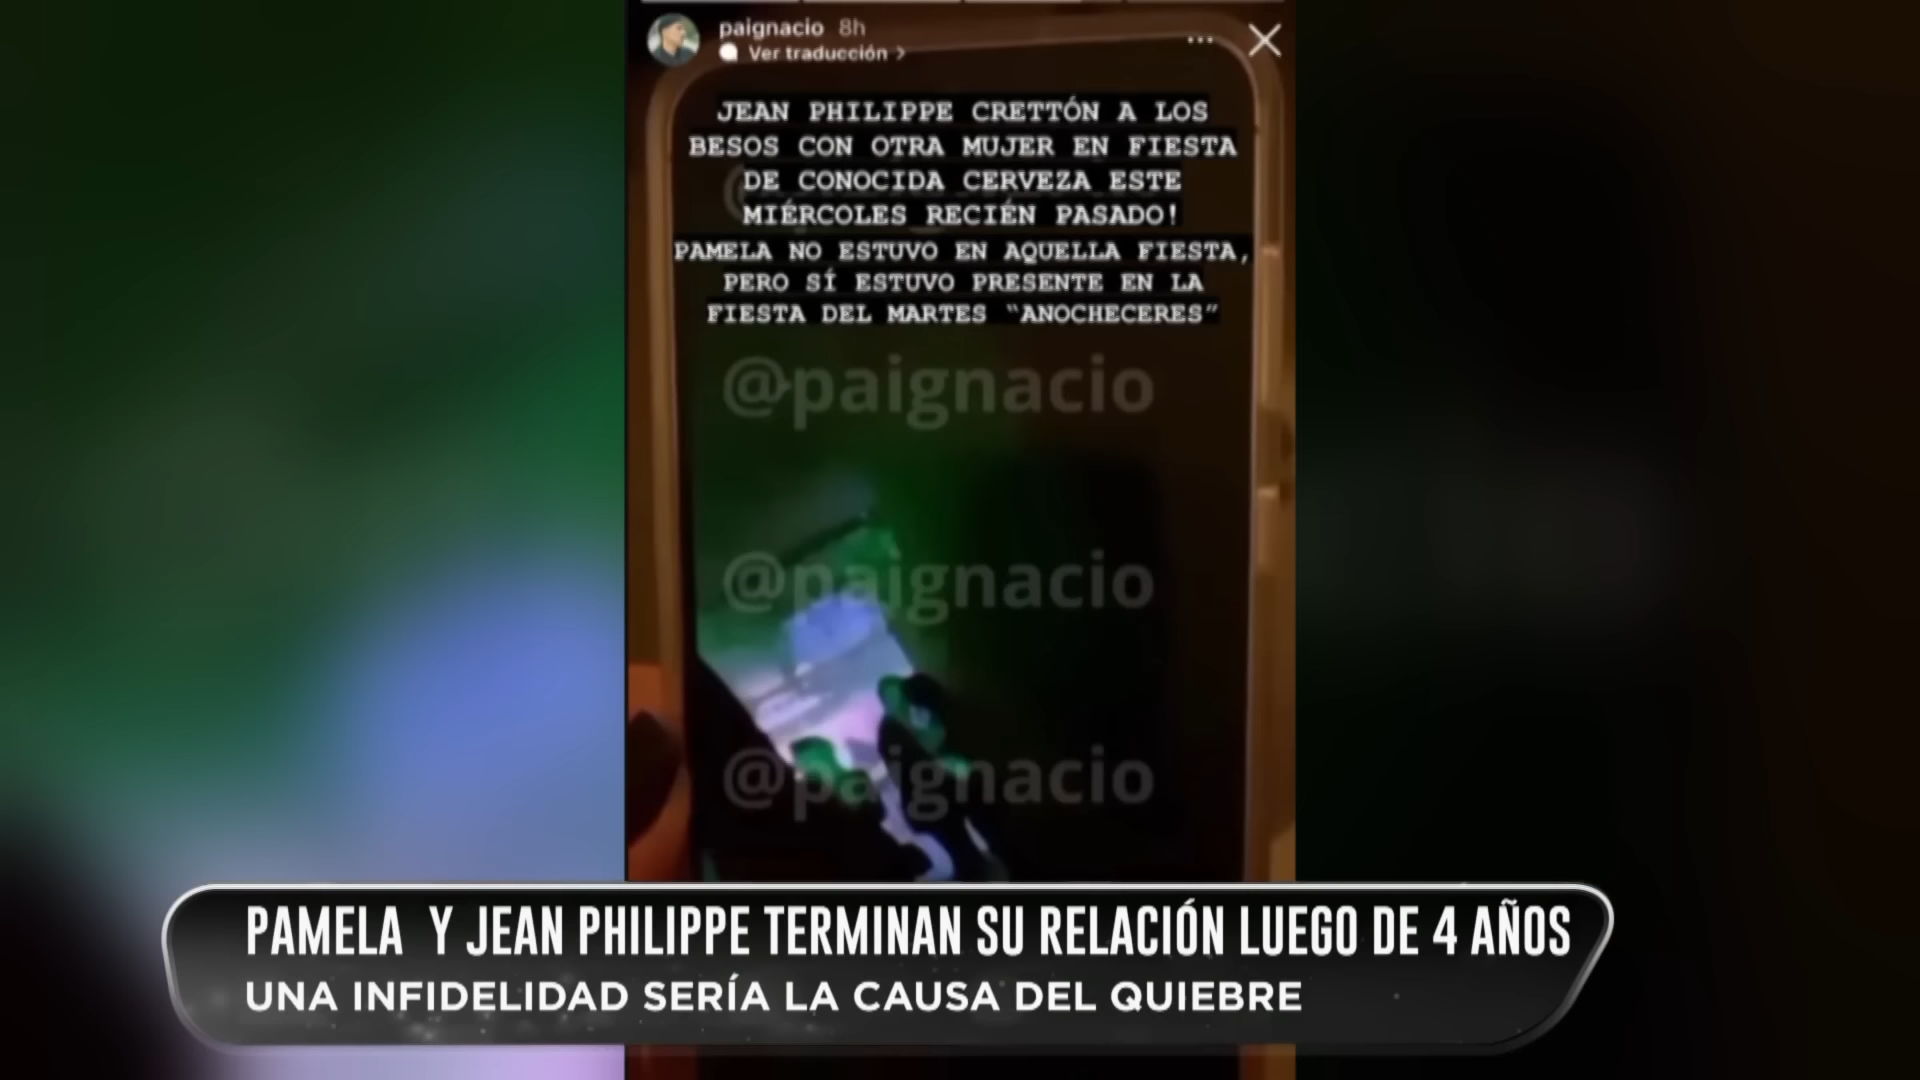 paignacio 8h
Ver traducción >
JEAN PHILIPPE CRETTÓN A LOS
BESOS CON OTRA MUJER EN FIESTA
DE CONOCIDA CERVEZA ESTE
MIÉRCOLES RECIÉN PASADO!
PAMELA NO ESTUVO EN AQUELLA FIESTA,
PERO SÍ ESTUVO PRESENTE EN LA
FIESTA DEL MARTES “ANOCHECERES”
@paignacio
@paignacio
@paignacio
PAMELA Y JEAN PHILIPPE TERMINAN SU RELACIÓN LUEGO DE 4 AÑOS
UNA INFIDELIDAD SERÍA LA CAUSA DEL QUIEBRE